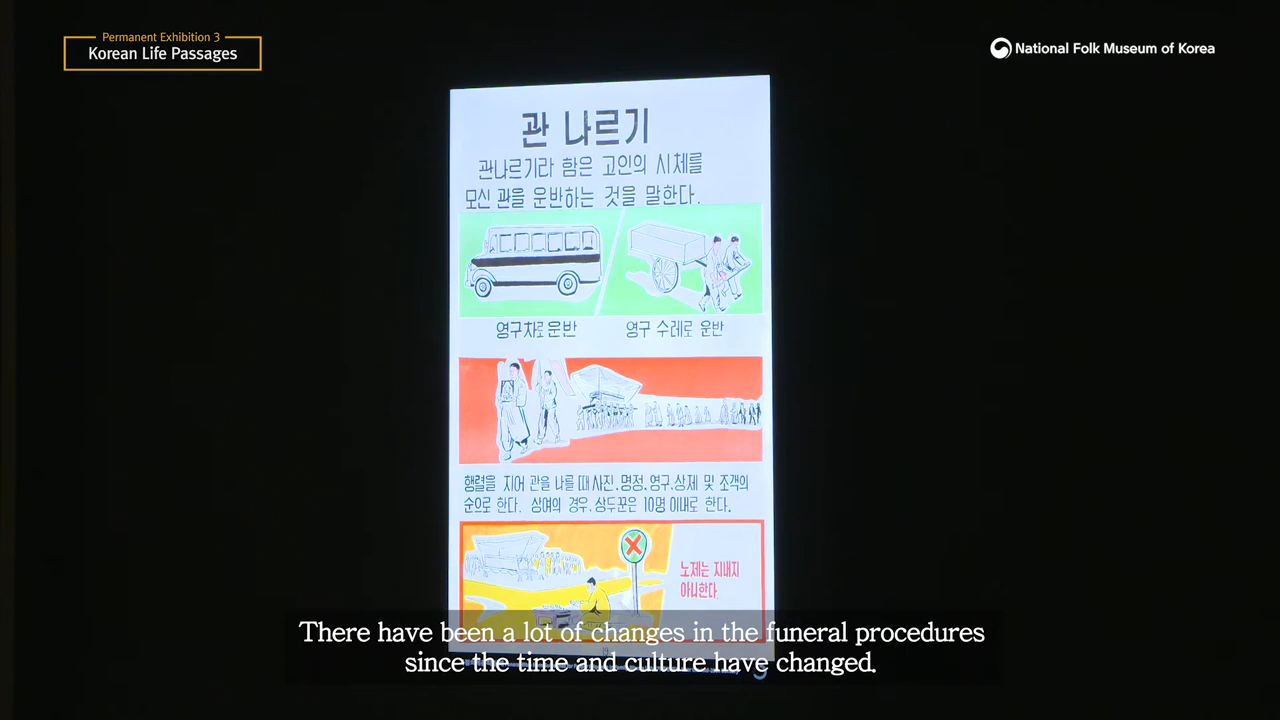 Permanent Exhibition 3
Korean Life Passages
National Folk Museum of Korea
관 나르기
관나르기라 함은 고인의 시체를
모신 관을 운반하는 것을 말한다.
영구차로 운반
영구 수레로 운반
행렬을 지어 관을 나를 때 사진. 명정. 영구. 상제 및 조객의
순으로 한다. 상여의 경우. 상두꾼은 10명 이내로 한다.
노제는 지내지
아니한다.
There have been a lot of changes in the funeral procedures
since the time and culture have changed.